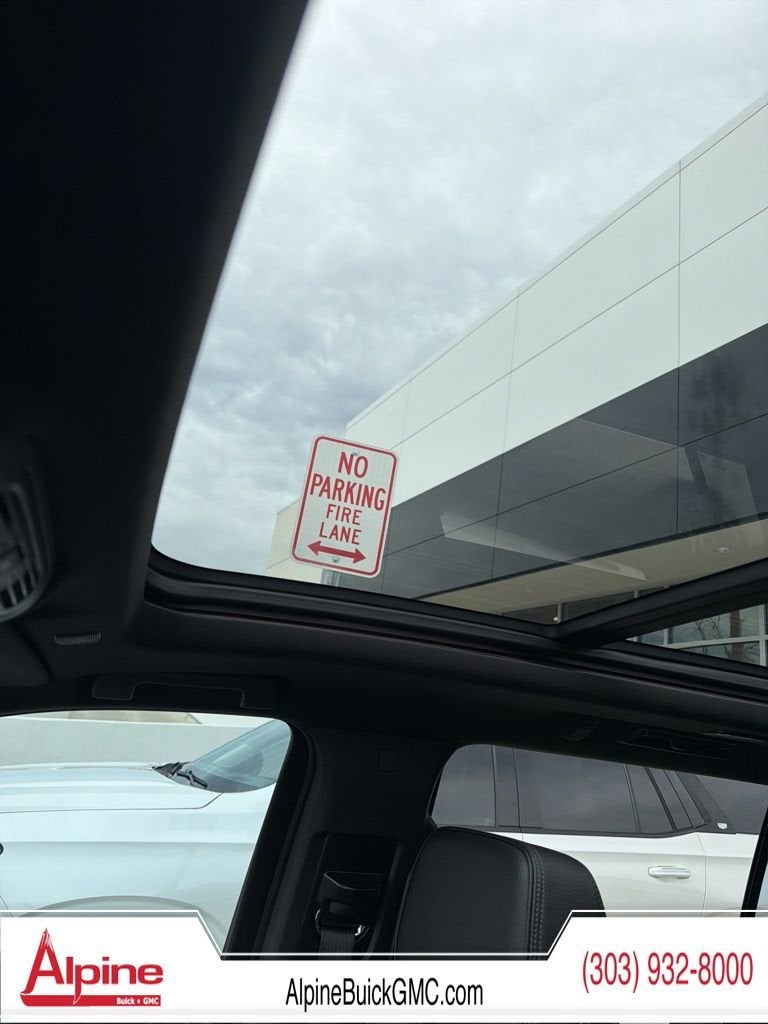 NO
PARKING
FIRE
LANE
Alpine
Buick • GMC
AlpineBuickGMC.com
(303) 932-8000